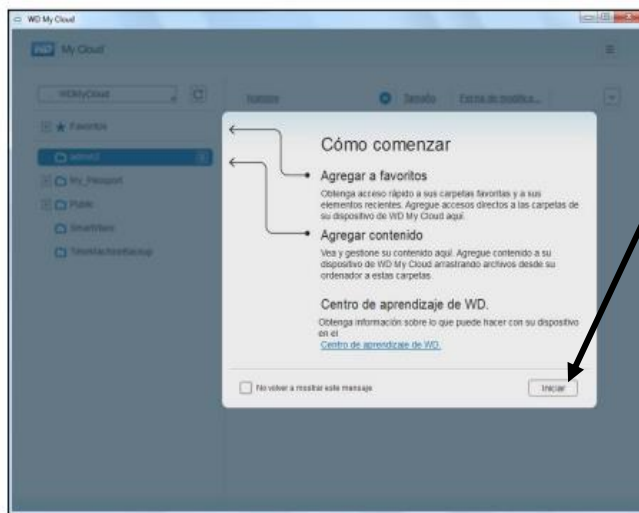 WD My Cloud
WD My Cloud
WDMyCloud
Nombre
Tamaño
Fecha de modifica...
Favoritos
admin2
My_Passport
Public
SmartWare
TimeMachineBackup
Cómo comenzar
Agregar a favoritos
Obtenga acceso rápido a sus carpetas favoritas y a sus
elementos recientes. Agregue accesos directos a las carpetas de
su dispositivo de WD My Cloud aquí.
Agregar contenido
Vea y gestione su contenido aquí. Agregue contenido a su
dispositivo de WD My Cloud arrastrando archivos desde su
ordenador a estas carpetas.
Centro de aprendizaje de WD.
Obtenga información sobre lo que puede hacer con su dispositivo
en el
Centro de aprendizaje de WD.
No volver a mostrar este mensaje
Iniciar